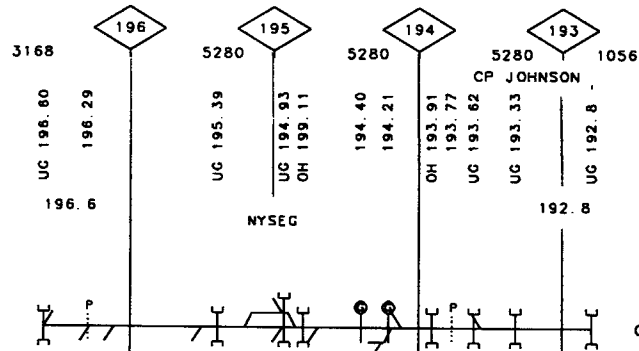 196 195 194 193
3168 5280 5280 5280 1056
CP JOHNSON
UG 196.60
196.29
UG 195.39
UG 194.93
OH 199.11
194.40
194.21
OH 193.91
193.77
UG 193.62
UG 193.33
UG 192.8
196.6
192.8
NYSEG
P
G
G
P